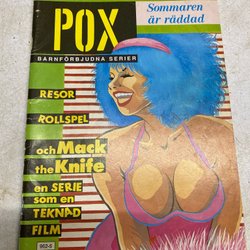 POX
Sommaren
är räddad
BARNFÖRBJUDNA SERIER
RESOR
ROLLSPEL
och Mack
the Knife
en SERIE
som en
TEKNAD
FILM